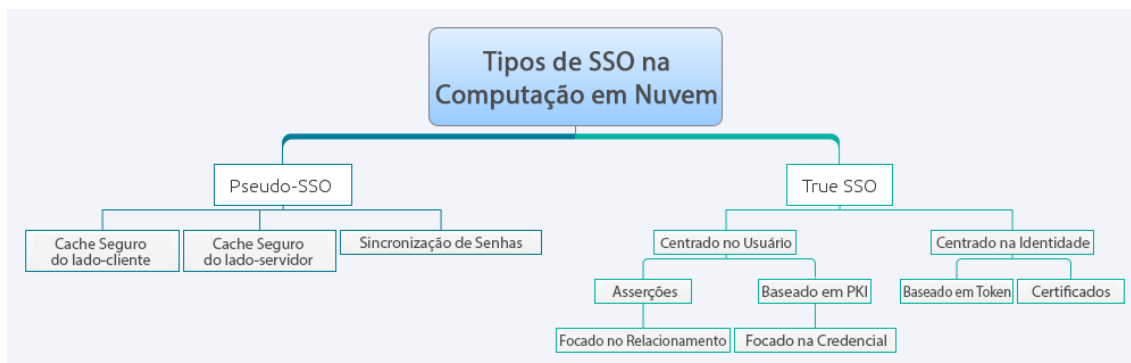 Tipos de SSO na
Computação em Nuvem
Pseudo-SSO
True SSO
Cache Seguro
do lado-cliente
Cache Seguro
do lado-servidor
Sincronização de Senhas
Centrado no Usuário
Centrado na Identidade
Asserções
Baseado em PKI
Baseado em Token
Certificados
Focado no Relacionamento
Focado na Credencial